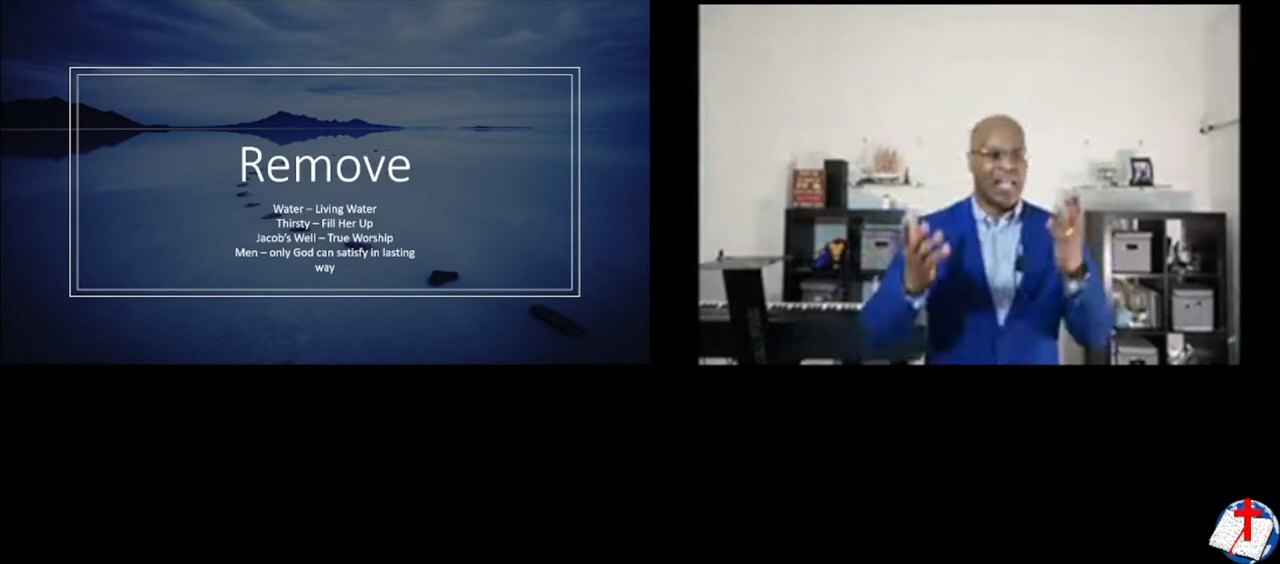 Remove
Water – Living Water
Thirsty – Fill Her Up
Jacob's Well – True Worship
Men – only God can satisfy in lasting
way